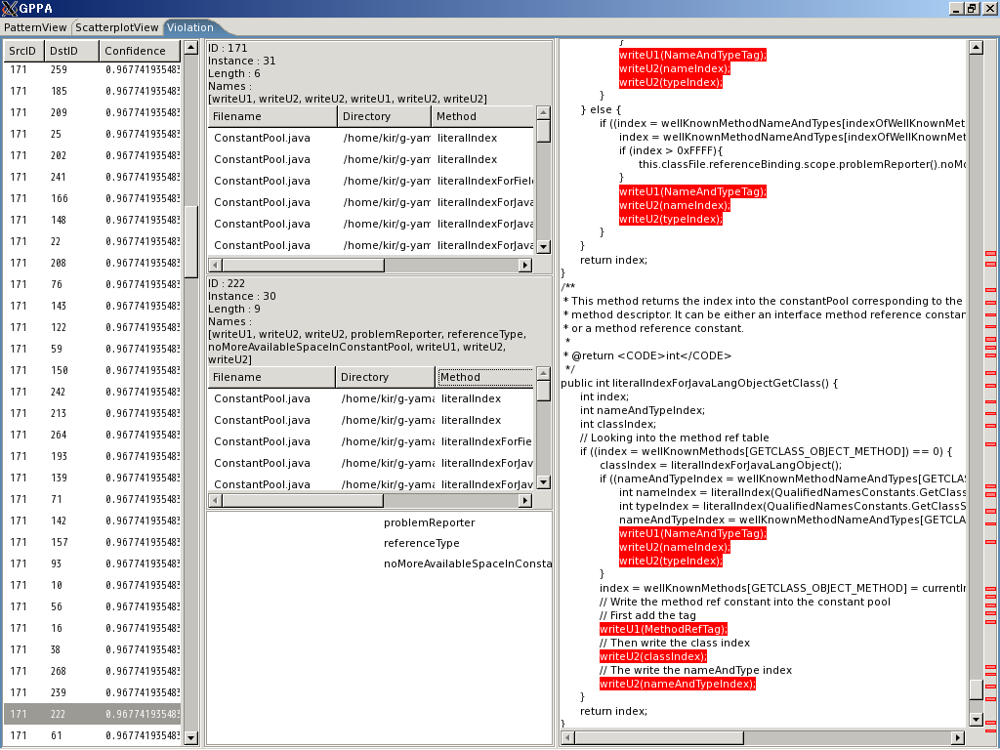 GPPA
PatternView ScatterplotView Violation
SrcID DstID Confidence
171 259 0.967741935483
171 185 0.967741935483
171 209 0.967741935483
171 25 0.967741935483
171 202 0.967741935483
171 241 0.967741935483
171 166 0.967741935483
171 148 0.967741935483
171 22 0.967741935483
171 208 0.967741935483
171 76 0.967741935483
171 143 0.967741935483
171 122 0.967741935483
171 59 0.967741935483
171 150 0.967741935483
171 242 0.967741935483
171 213 0.967741935483
171 264 0.967741935483
171 193 0.967741935483
171 139 0.967741935483
171 71 0.967741935483
171 142 0.967741935483
171 157 0.967741935483
171 93 0.967741935483
171 10 0.967741935483
171 56 0.967741935483
171 16 0.967741935483
171 38 0.967741935483
171 268 0.967741935483
171 239 0.967741935483
171 222 0.967741935483
171 61 0.967741935483
ID : 171
Instance : 31
Length : 6
Names :
[writeU1, writeU2, writeU2, writeU1, writeU2, writeU2]
Filename Directory Method
ConstantPool.java /home/kir/g-yam literalIndex
ConstantPool.java /home/kir/g-yam literalIndex
ConstantPool.java /home/kir/g-yam literalIndexForFiel
ConstantPool.java /home/kir/g-yam literalIndexForJava
ConstantPool.java /home/kir/g-yam literalIndexForJava
ConstantPool.java /home/kir/g-yam literalIndexForJava
ID : 222
Instance : 30
Length : 9
Names :
[writeU1, writeU2, writeU2, problemReporter, referenceType,
noMoreAvailableSpaceInConstantPool, writeU1, writeU2,
writeU2]
Filename Directory Method
ConstantPool.java /home/kir/g-yama literalIndex
ConstantPool.java /home/kir/g-yama literalIndex
ConstantPool.java /home/kir/g-yama literalIndexForFie
ConstantPool.java /home/kir/g-yama literalIndexForJav
ConstantPool.java /home/kir/g-yama literalIndexForJav
problemReporter
referenceType
noMoreAvailableSpaceInConsta
}
writeU1(NameAndTypeTag);
writeU2(nameIndex);
writeU2(typeIndex);
}
} else {
if ((index = wellKnownMethodNameAndTypes[indexOfWellKnownMet
index = wellKnownMethodNameAndTypes[indexOfWellKnownMet
if (index > 0xFFFF){
this.classFile.referenceBinding.scope.problemReporter().noMo
}
writeU1(NameAndTypeTag);
writeU2(nameIndex);
writeU2(typeIndex);
}
}
return index;
}
/**
* This method returns the index into the constantPool corresponding to the
* method descriptor. It can be either an interface method reference constan
* or a method reference constant.
*
* @return <CODE>int</CODE>
*/
public int literalIndexForJavaLangObjectGetClass() {
int index;
int nameAndTypeIndex;
int classIndex;
// Looking into the method ref table
if ((index = wellKnownMethods[GETCLASS_OBJECT_METHOD]) == 0) {
classIndex = literalIndexForJavaLangObject();
if ((nameAndTypeIndex = wellKnownMethodNameAndTypes[GETCLAS
int nameIndex = literalIndex(QualifiedNamesConstants.GetClass
int typeIndex = literalIndex(QualifiedNamesConstants.GetClassS
nameAndTypeIndex = wellKnownMethodNameAndTypes[GETCLA
writeU1(NameAndTypeTag);
writeU2(nameIndex);
writeU2(typeIndex);
}
index = wellKnownMethods[GETCLASS_OBJECT_METHOD] = currentIn
// Write the method ref constant into the constant pool
// First add the tag
writeU1(MethodRefTag);
// Then write the class index
writeU2(classIndex);
// The write the nameAndType index
writeU2(nameAndTypeIndex);
}
return index;
}